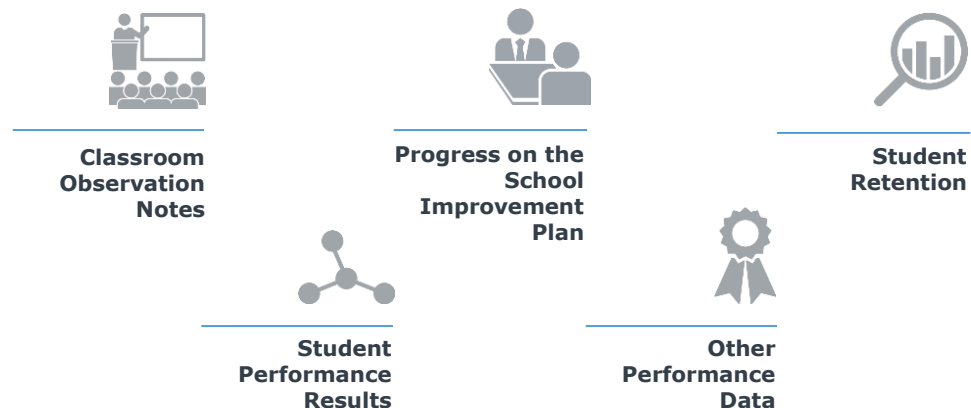 Classroom
Observation
Notes
Progress on the
School
Improvement
Plan
Student
Retention
Student
Performance
Results
Other
Performance
Data